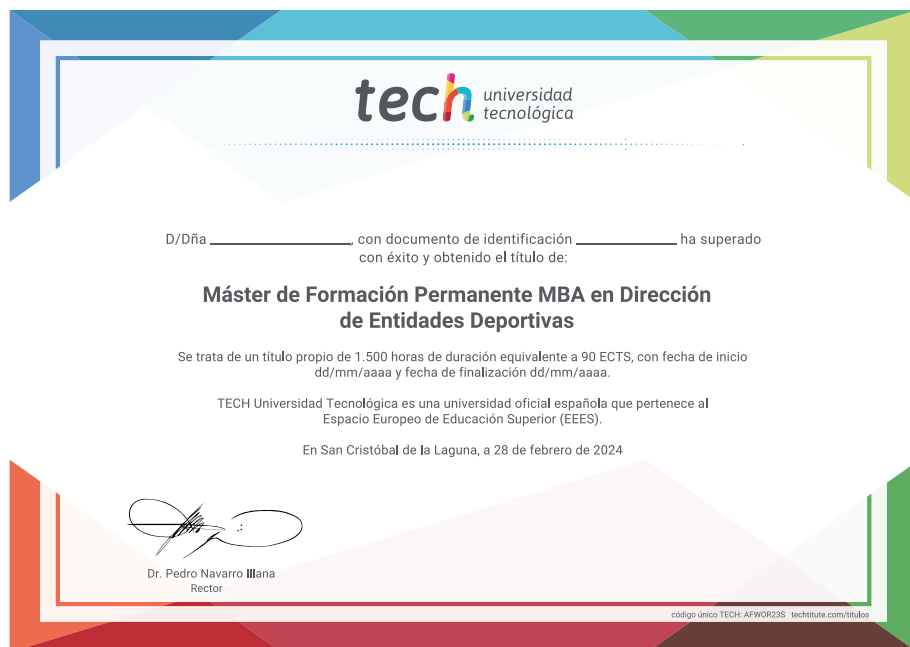 tech universidad
tecnológica
D/Dña ____________________, con documento de identificación ______________ ha superado
con éxito y obtenido el título de:
Máster de Formación Permanente MBA en Dirección
de Entidades Deportivas
Se trata de un título propio de 1.500 horas de duración equivalente a 90 ECTS, con fecha de inicio
dd/mm/aaaa y fecha de finalización dd/mm/aaaa.
TECH Universidad Tecnológica es una universidad oficial española que pertenece al
Espacio Europeo de Educación Superior (EEES).
En San Cristóbal de la Laguna, a 28 de febrero de 2024
Dr. Pedro Navarro Illana
Rector
código único TECH: AFWOR23S techtitute.com/titulos